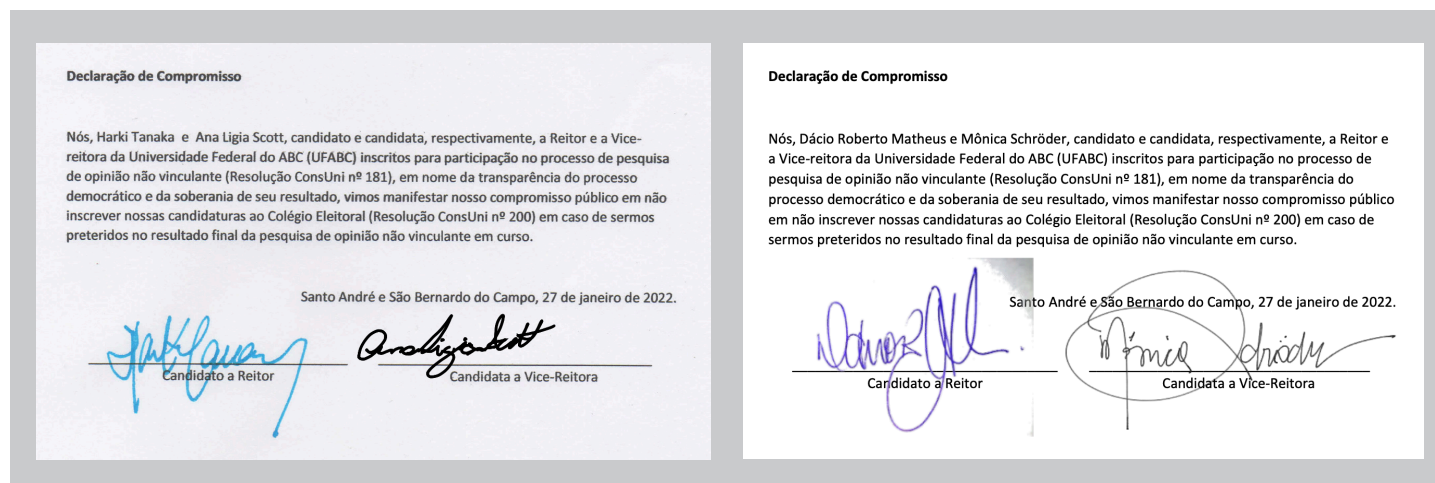 Declaração de Compromisso
Nós, Harki Tanaka e Ana Ligia Scott, candidato e candidata, respectivamente, a Reitor e a Vice-
reitora da Universidade Federal do ABC (UFABC) inscritos para participação no processo de pesquisa
de opinião não vinculante (Resolução ConsUni nº 181), em nome da transparência do processo
democrático e da soberania de seu resultado, vimos manifestar nosso compromisso público em não
inscrever nossas candidaturas ao Colégio Eleitoral (Resolução ConsUni nº 200) em caso de sermos
preteridos no resultado final da pesquisa de opinião não vinculante em curso.
Santo André e São Bernardo do Campo, 27 de janeiro de 2022.
Harki Tanaka Ana Ligia Scott
Candidato a Reitor Candidata a Vice-Reitora
Declaração de Compromisso
Nós, Dácio Roberto Matheus e Mônica Schröder, candidato e candidata, respectivamente, a Reitor e
a Vice-reitora da Universidade Federal do ABC (UFABC) inscritos para participação no processo de
pesquisa de opinião não vinculante (Resolução ConsUni nº 181), em nome da transparência do
processo democrático e da soberania de seu resultado, vimos manifestar nosso compromisso público
em não inscrever nossas candidaturas ao Colégio Eleitoral (Resolução ConsUni nº 200) em caso de
sermos preteridos no resultado final da pesquisa de opinião não vinculante em curso.
Santo André e São Bernardo do Campo, 27 de janeiro de 2022.
Mônica Schröder
Candidato a Reitor Candidata a Vice-Reitora